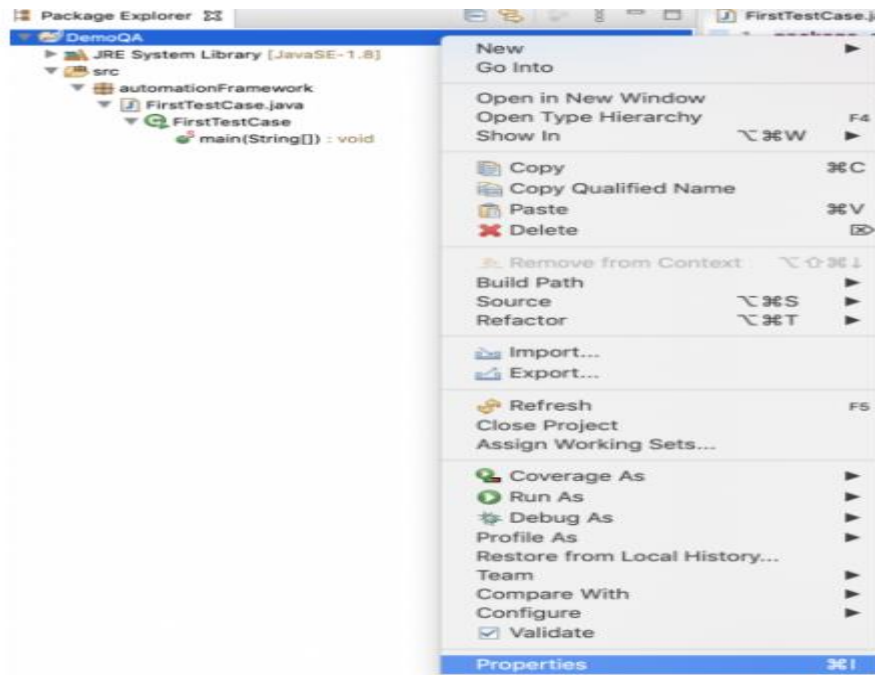 Package Explorer
FirstTestCase.j
DemoQA
JRE System Library [JavaSE-1.8]
src
automationFramework
FirstTestCase.java
FirstTestCase
main(String[]) : void
New
Go Into
Open in New Window
Open Type Hierarchy F4
Show In ⌥⌘W
Copy ⌘C
Copy Qualified Name
Paste ⌘V
Delete ⌦
Remove from Context ⌥⇧⌘↓
Build Path
Source ⌥⌘S
Refactor ⌥⌘T
Import...
Export...
Refresh F5
Close Project
Assign Working Sets...
Coverage As
Run As
Debug As
Profile As
Restore from Local History...
Team
Compare With
Configure
Validate
Properties ⌘I